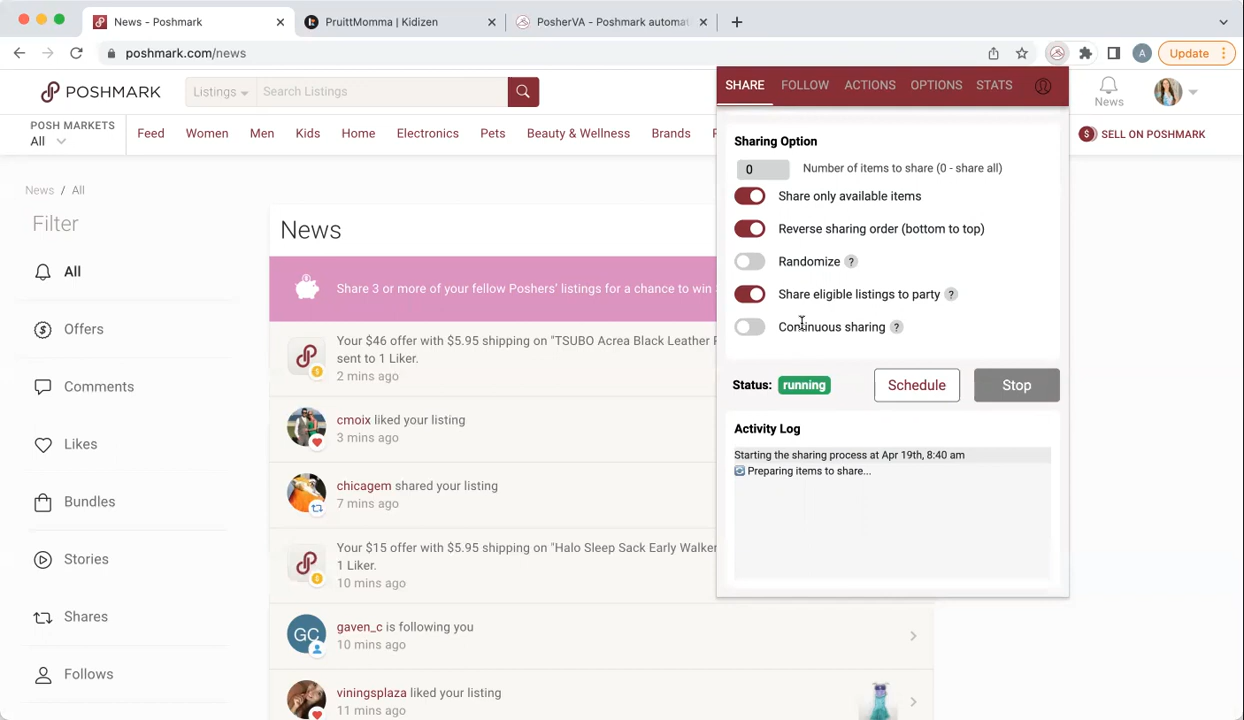 News - Poshmark
PruittMomma | Kidizen
PosherVA - Poshmark automat
poshmark.com/news
A
Update
POSHMARK
Listings
Search Listings
News
POSH MARKETS
All
Feed
Women
Men
Kids
Home
Electronics
Pets
Beauty & Wellness
Brands
SELL ON POSHMARK
SHARE
FOLLOW
ACTIONS
OPTIONS
STATS
Sharing Option
0
Number of items to share (0 - share all)
Share only available items
Reverse sharing order (bottom to top)
Randomize ?
Share eligible listings to party ?
Continuous sharing ?
Status: running
Schedule
Stop
Activity Log
Starting the sharing process at Apr 19th, 8:40 am
Preparing items to share...
News / All
Filter
All
Offers
Comments
Likes
Bundles
Stories
Shares
Follows
News
Share 3 or more of your fellow Poshers' listings for a chance to win
Your $46 offer with $5.95 shipping on "TSUBO Acrea Black Leather
sent to 1 Liker.
2 mins ago
cmoix liked your listing
3 mins ago
chicagem shared your listing
7 mins ago
Your $15 offer with $5.95 shipping on "Halo Sleep Sack Early Walker
1 Liker.
10 mins ago
GC
gaven_c is following you
10 mins ago
viningsplaza liked your listing
11 mins ago